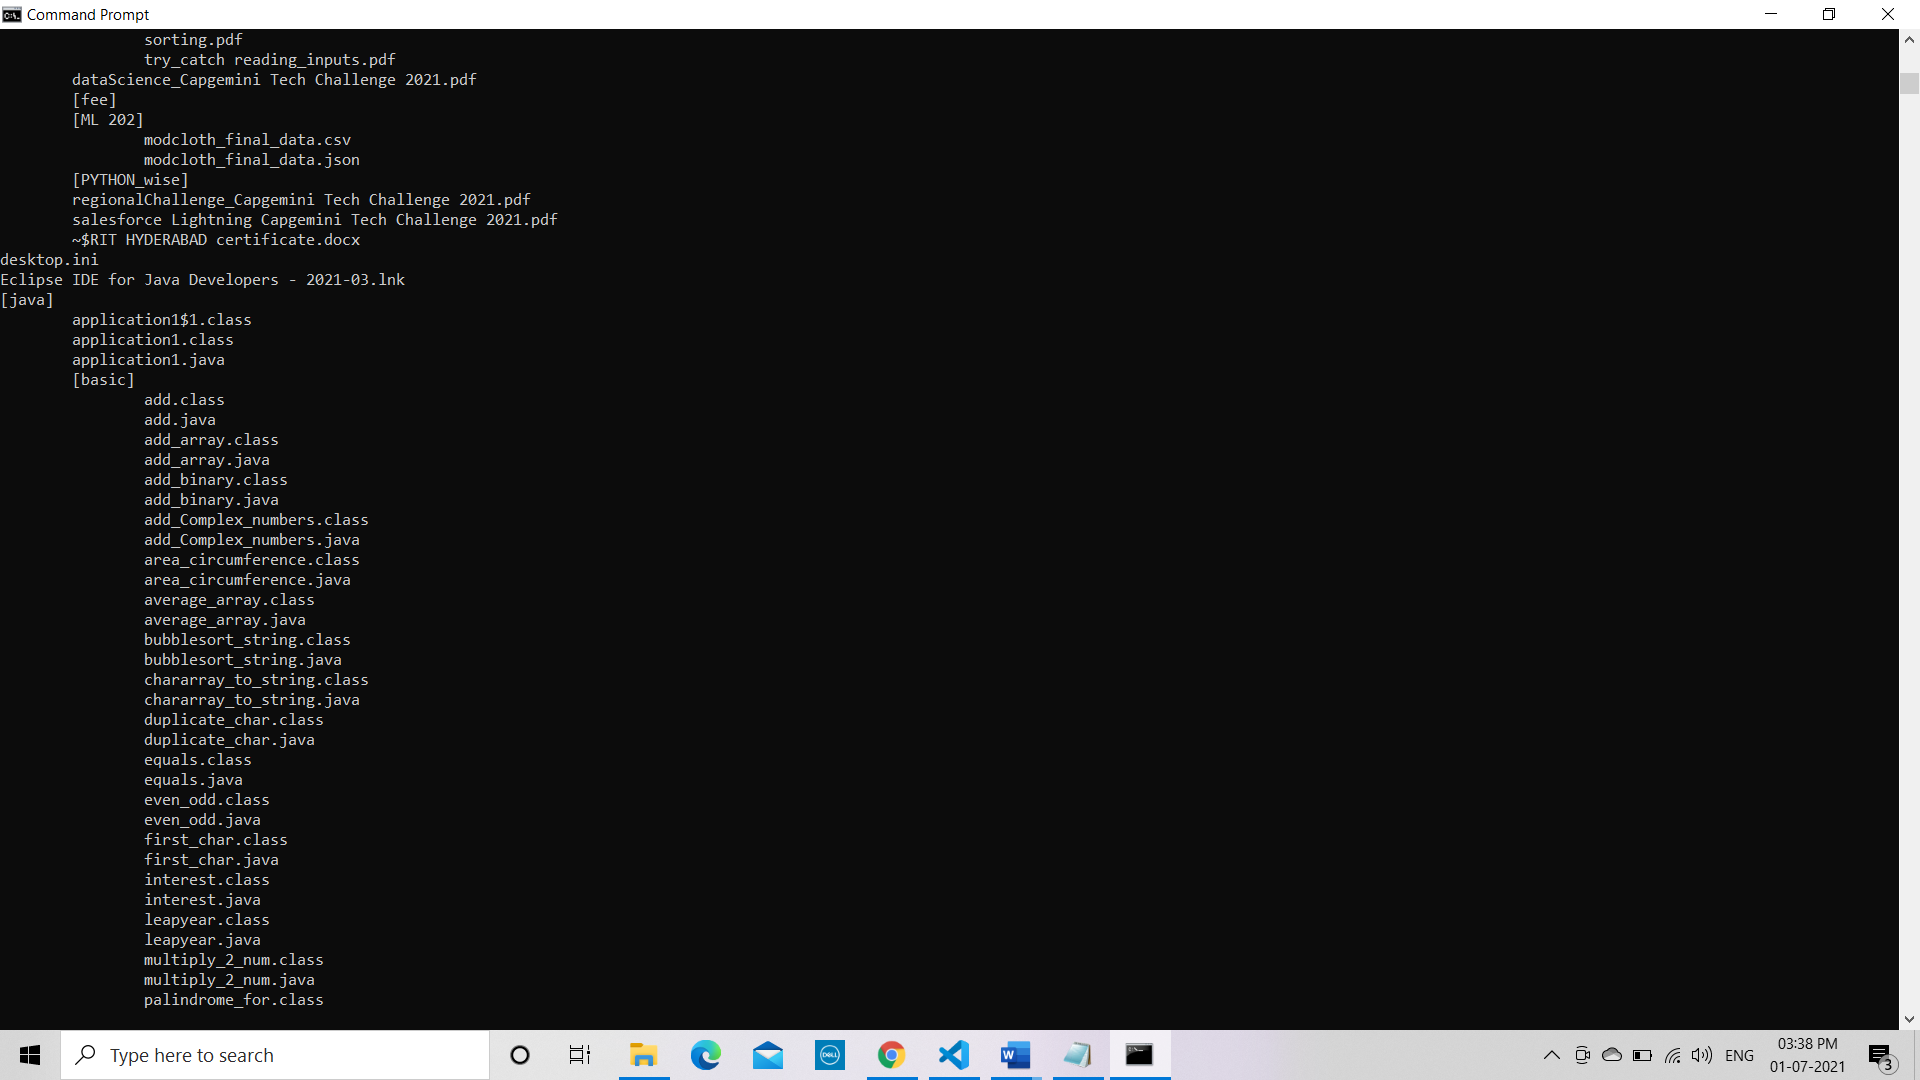 Command Prompt
sorting.pdf
try_catch reading_inputs.pdf
dataScience_Capgemini Tech Challenge 2021.pdf
[fee]
[ML 202]
modcloth_final_data.csv
modcloth_final_data.json
[PYTHON_wise]
regionalChallenge_Capgemini Tech Challenge 2021.pdf
salesforce Lightning Capgemini Tech Challenge 2021.pdf
~$RIT HYDERABAD certificate.docx
desktop.ini
Eclipse IDE for Java Developers - 2021-03.lnk
[java]
application1$1.class
application1.class
application1.java
[basic]
add.class
add.java
add_array.class
add_array.java
add_binary.class
add_binary.java
add_Complex_numbers.class
add_Complex_numbers.java
area_circumference.class
area_circumference.java
average_array.class
average_array.java
bubblesort_string.class
bubblesort_string.java
chararray_to_string.class
chararray_to_string.java
duplicate_char.class
duplicate_char.java
equals.class
equals.java
even_odd.class
even_odd.java
first_char.class
first_char.java
interest.class
interest.java
leapyear.class
leapyear.java
multiply_2_num.class
multiply_2_num.java
palindrome_for.class
Type here to search
DELL
W
ENG
03:38 PM
01-07-2021
3